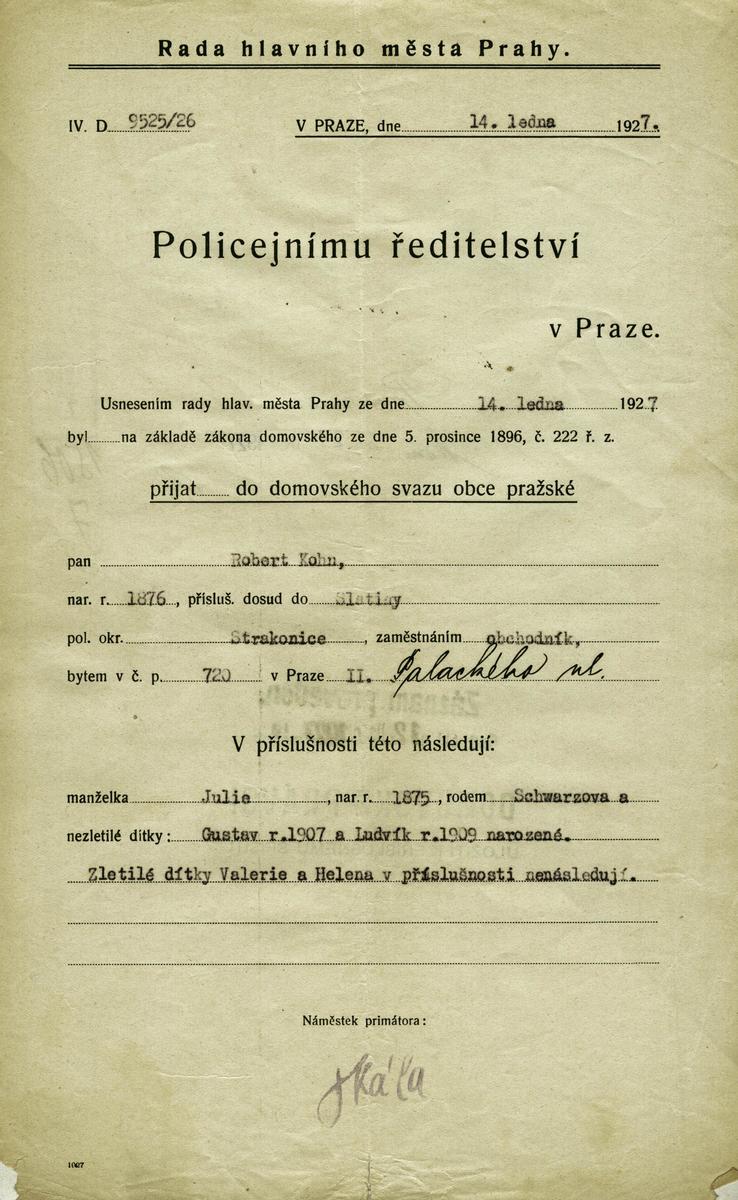 Rada hlavního města Prahy.
IV. D. 9525/26 V PRAZE, dne 14. ledna 1927.
Policejnímu ředitelství
v Praze.
Usnesením rady hlav. města Prahy ze dne 14. ledna 1927
byl na základě zákona domovského ze dne 5. prosince 1896, č. 222 ř. z.
přijat do domovského svazu obce pražské
pan Robert Kohn,
nar. r. 1876, přísluš. dosud do Slatiny
pol. okr. Strakonice, zaměstnáním obchodník,
bytem v č. p. 720 v Praze II. Palackého ul.
V příslušnosti této následují:
manželka Julie, nar. r. 1875, rodem Schwarzova a
nezletilé dítky: Gustav r.1907 a Ludvík r.1909 narozené.
Zletilé dítky Valerie a Helena v příslušnosti nenásledují.
Náměstek primátora:
Skála
1027